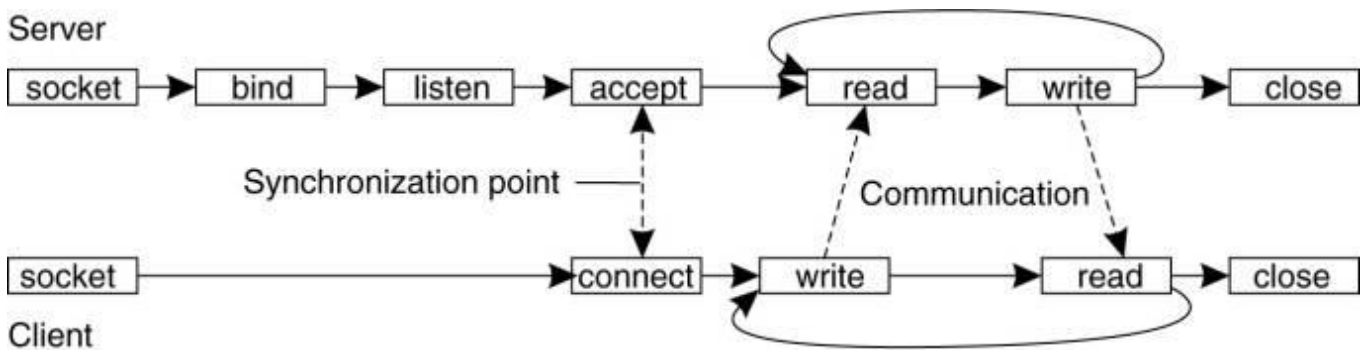 Server
socket bind listen accept read write close
Synchronization point
Communication
socket connect write read close
Client